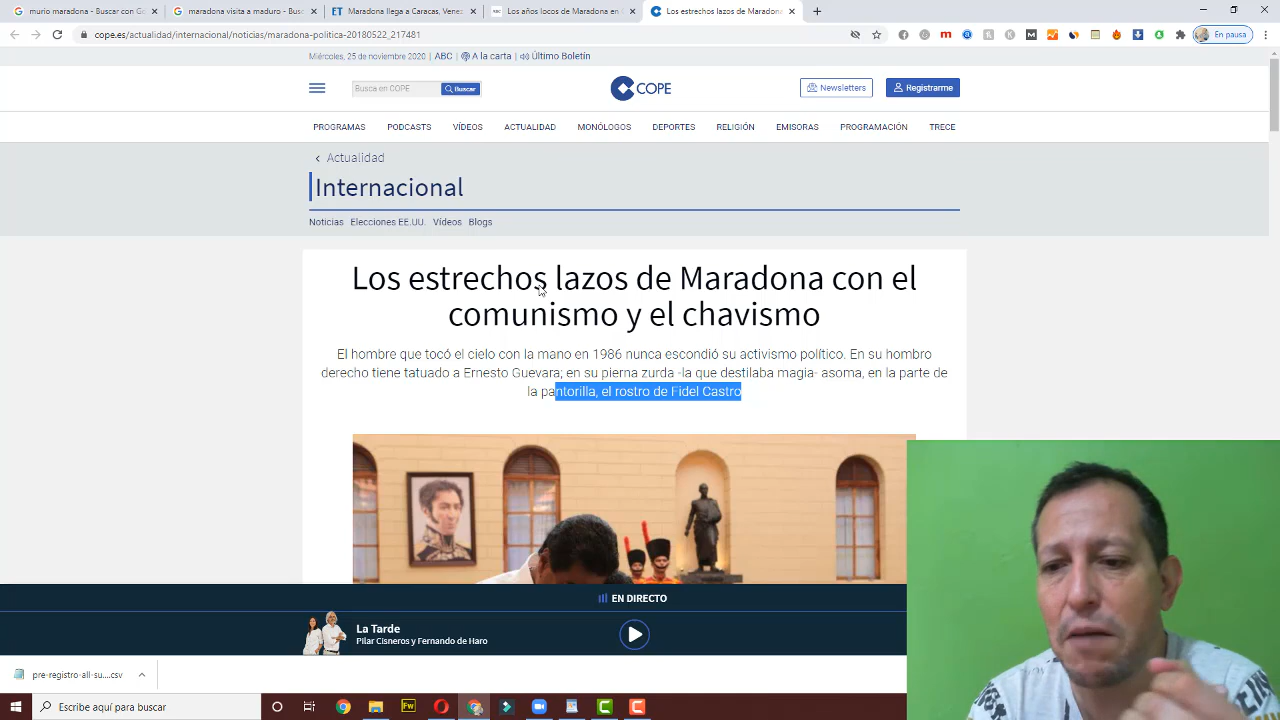 murio maradona - Buscar con Go
maradona visita a maduro - Busc
ET Maradona llega a Caracas, Venez
ABC Los años locos de Maradona en C
Los estrechos lazos de Maradona
cope.es/actualidad/internacional/noticias/maradona-politica-20180522_217481
En pausa
Miércoles, 25 de noviembre 2020 | ABC | A la carta | Último Boletín
Busca en COPE Buscar
COPE
Newsletters
Registrarme
PROGRAMAS PODCASTS VÍDEOS ACTUALIDAD MONÓLOGOS DEPORTES RELIGIÓN EMISORAS PROGRAMACIÓN TRECE
Actualidad
Internacional
Noticias Elecciones EE.UU. Vídeos Blogs
Los estrechos lazos de Maradona con el
comunismo y el chavismo
El hombre que tocó el cielo con la mano en 1986 nunca escondió su activismo político. En su hombro
derecho tiene tatuado a Ernesto Guevara; en su pierna zurda -la que destilaba magia- asoma, en la parte de
la pantorilla, el rostro de Fidel Castro
EN DIRECTO
La Tarde
Pilar Cisneros y Fernando de Haro
pre-registro-all-su....csv
Escribe aquí para buscar
Fw